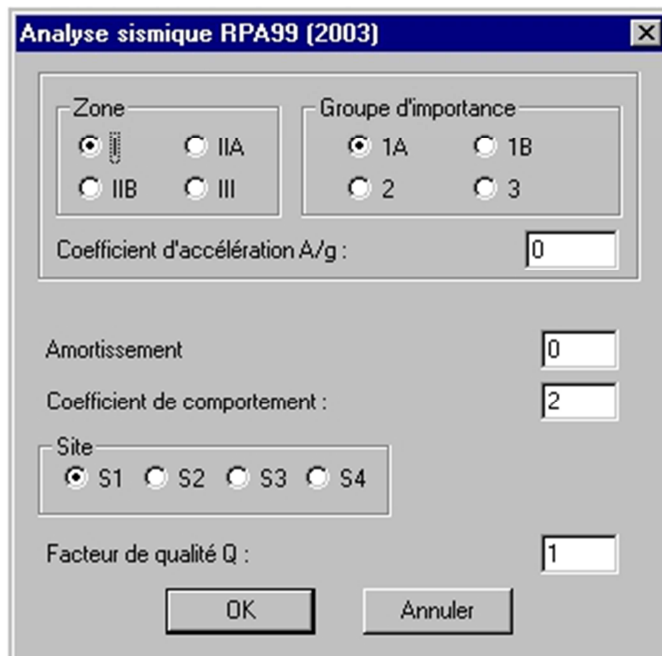 Analyse sismique RPA99 (2003)
Zone
Groupe d'importance
I
IIA
1A
1B
IIB
III
2
3
Coefficient d'accélération A/g :
0
Amortissement
0
Coefficient de comportement :
2
Site
S1
S2
S3
S4
Facteur de qualité Q :
1
OK
Annuler